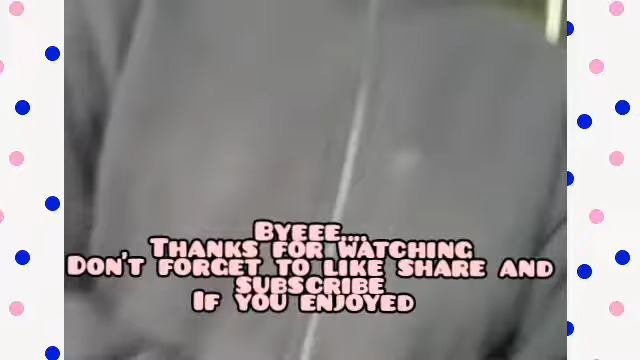 Byeee....
Thanks for watching
Don't forget to like share and
subscribe
If you enjoyed